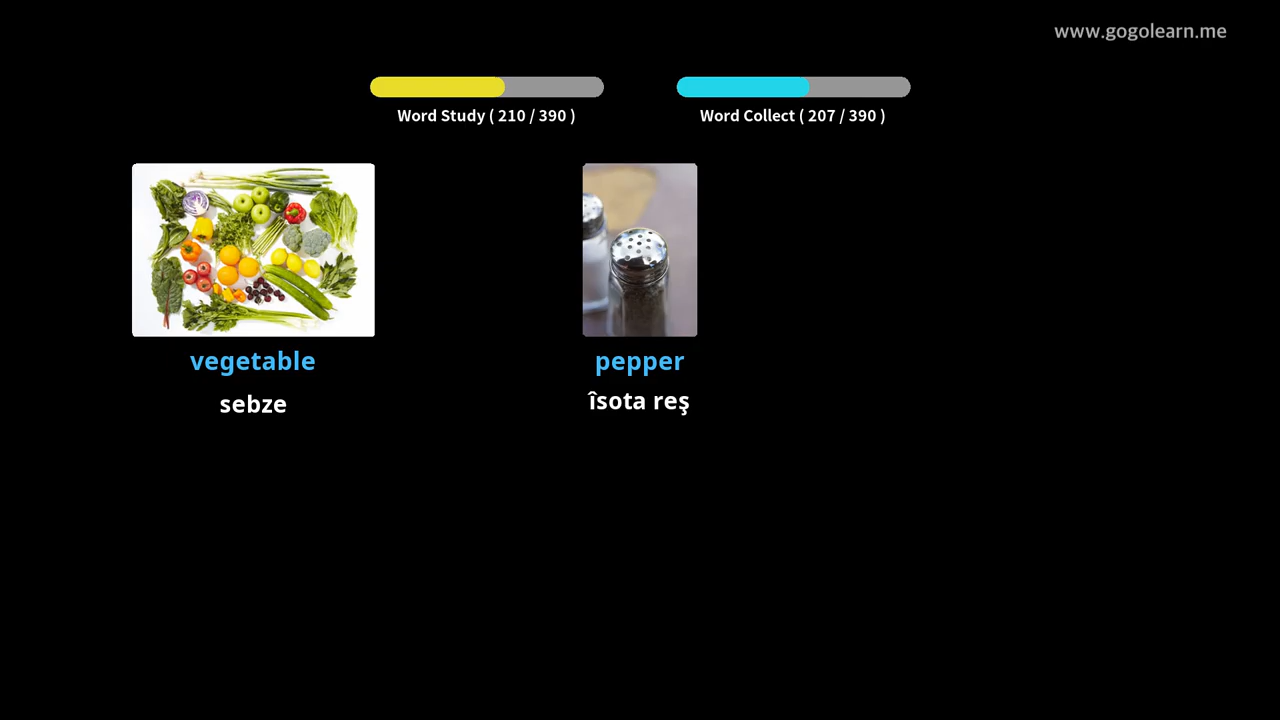 www.gogolearn.me
Word Study ( 210 / 390 )
Word Collect ( 207 / 390 )
vegetable
sebze
pepper
îsota reş